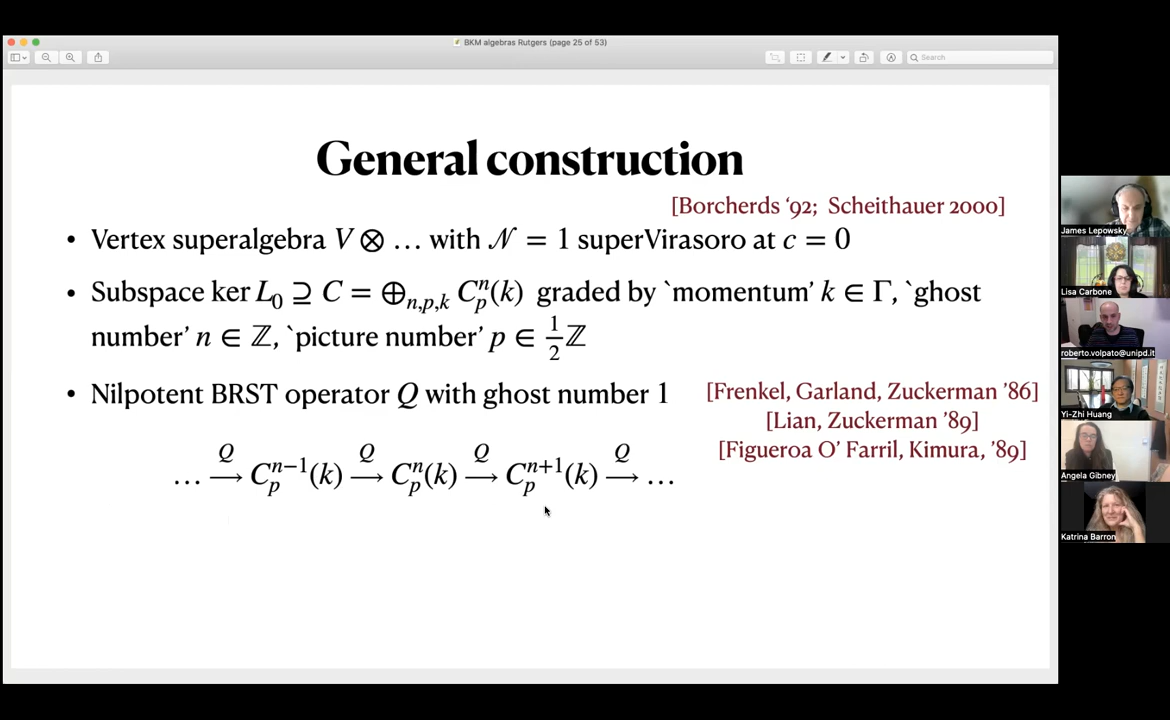 BKM algebras Rutgers (page 25 of 53)
Search
General construction
[Borcherds ‘92; Scheithauer 2000]
• Vertex superalgebra V ⊗ … with 𝒩 = 1 superVirasoro at c = 0
• Subspace ker L₀ ⊇ C = ⊕ₙ,ₚ,ₖ Cₚⁿ(k) graded by `momentum’ k ∈ Γ, `ghost
number’ n ∈ ℤ, `picture number’ p ∈ ½ℤ
• Nilpotent BRST operator Q with ghost number 1
[Frenkel, Garland, Zuckerman ’86]
[Lian, Zuckerman ’89]
[Figueroa O’ Farril, Kimura, ’89]
Q Q Q Q
… ⟶ Cₚⁿ⁻¹(k) ⟶ Cₚⁿ(k) ⟶ Cₚⁿ⁺¹(k) ⟶ …
James Lepowsky
Lisa Carbone
roberto.volpato@unipd.it
Yi-Zhi Huang
Angela Gibney
Katrina Barron